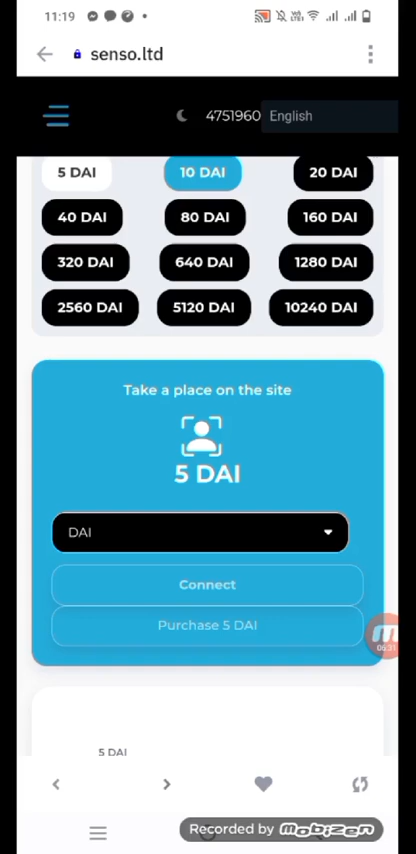 11:19
senso.ltd
4751960 English
5 DAI 10 DAI 20 DAI
40 DAI 80 DAI 160 DAI
320 DAI 640 DAI 1280 DAI
2560 DAI 5120 DAI 10240 DAI
Take a place on the site
5 DAI
DAI
Connect
Purchase 5 DAI
06:31
5 DAI
Recorded by mobizen